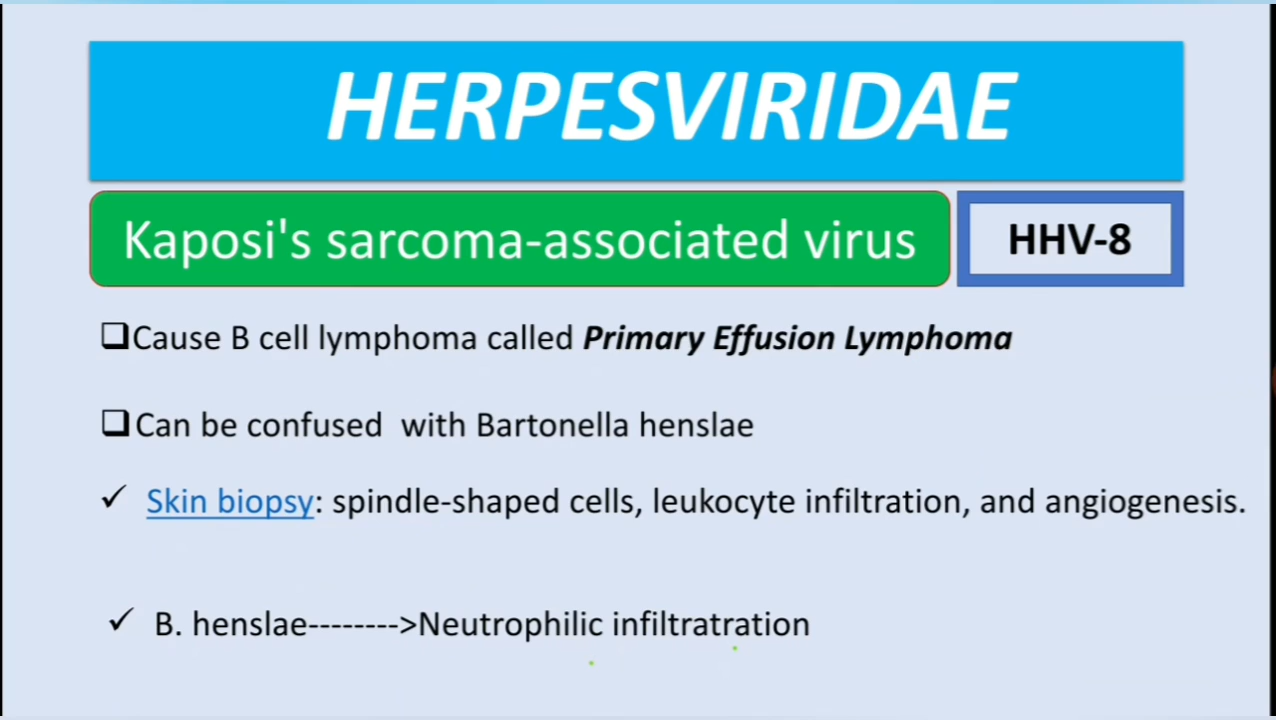 HERPESVIRIDAE
Kaposi's sarcoma-associated virus
HHV-8
❑Cause B cell lymphoma called Primary Effusion Lymphoma
❑Can be confused with Bartonella henslae
✓ Skin biopsy: spindle-shaped cells, leukocyte infiltration, and angiogenesis.
✓ B. henslae-------->Neutrophilic infiltratration